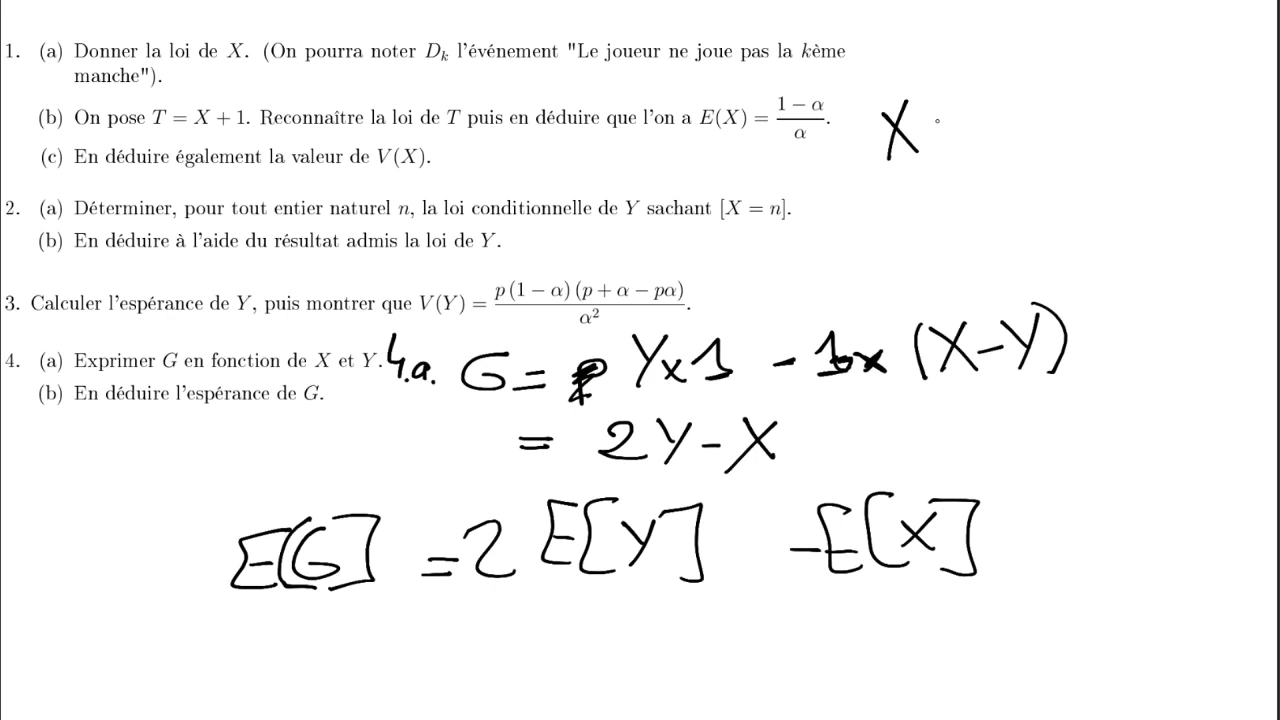 1. (a) Donner la loi de X. (On pourra noter D_k l'événement "Le joueur ne joue pas la kème
manche").
(b) On pose T = X + 1. Reconnaître la loi de T puis en déduire que l'on a E(X) = (1 − α)/α.
X
(c) En déduire également la valeur de V(X).
2. (a) Déterminer, pour tout entier naturel n, la loi conditionnelle de Y sachant [X = n].
(b) En déduire à l'aide du résultat admis la loi de Y.
3. Calculer l'espérance de Y, puis montrer que V(Y) = p(1 − α)(p + α − pα)/α².
4. (a) Exprimer G en fonction de X et Y.
4.a. G = Y×1 − 1× (X−Y)
(b) En déduire l'espérance de G.
= 2Y − X
E[G] = 2 E[Y] − E[X]